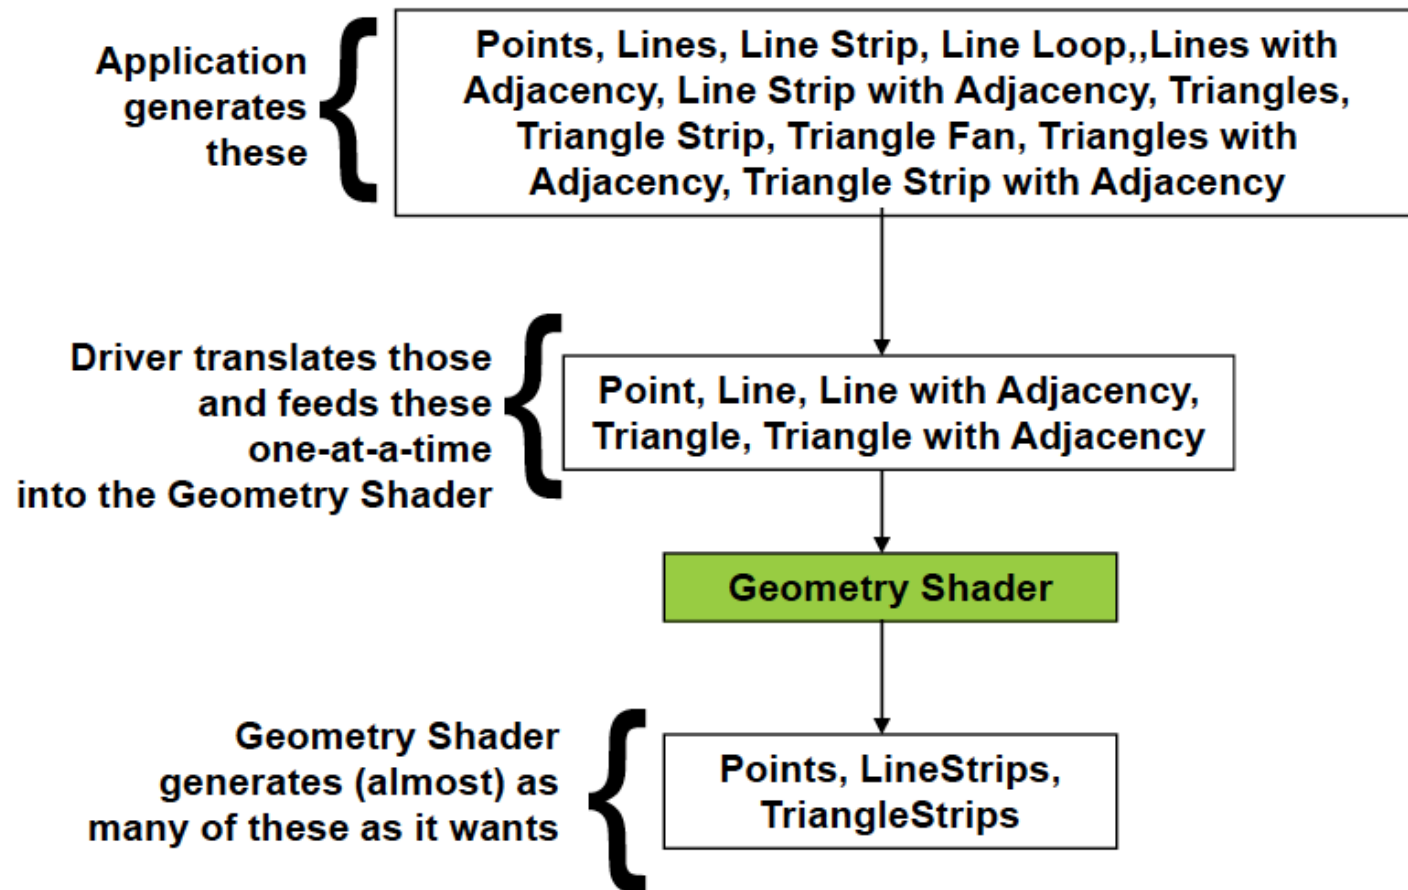 Application
generates
these
Points, Lines, Line Strip, Line Loop,,Lines with
Adjacency, Line Strip with Adjacency, Triangles,
Triangle Strip, Triangle Fan, Triangles with
Adjacency, Triangle Strip with Adjacency
Driver translates those
and feeds these
one-at-a-time
into the Geometry Shader
Point, Line, Line with Adjacency,
Triangle, Triangle with Adjacency
Geometry Shader
Geometry Shader
generates (almost) as
many of these as it wants
Points, LineStrips,
TriangleStrips